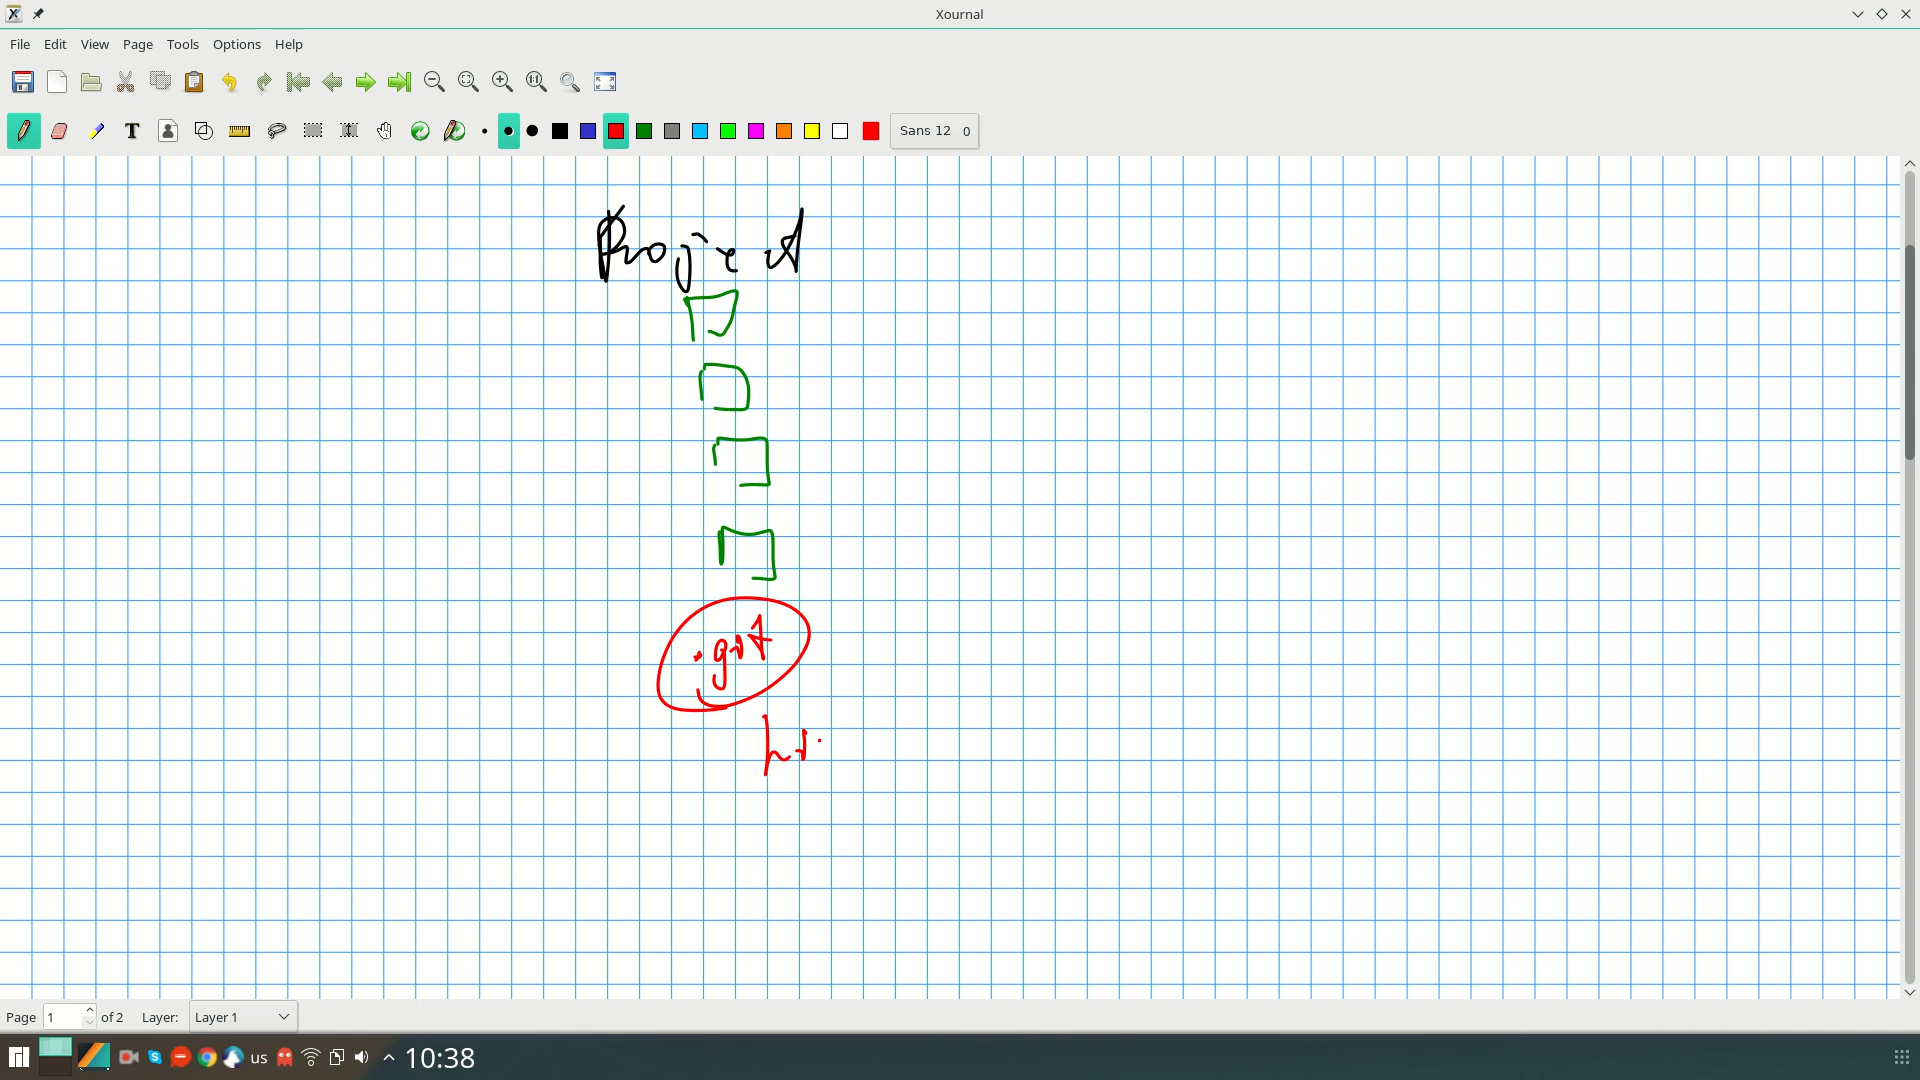 Xournal
File Edit View Page Tools Options Help
T Sans 12 0
Project
.git
hi
Page 1 of 2 Layer: Layer 1
us 10:38